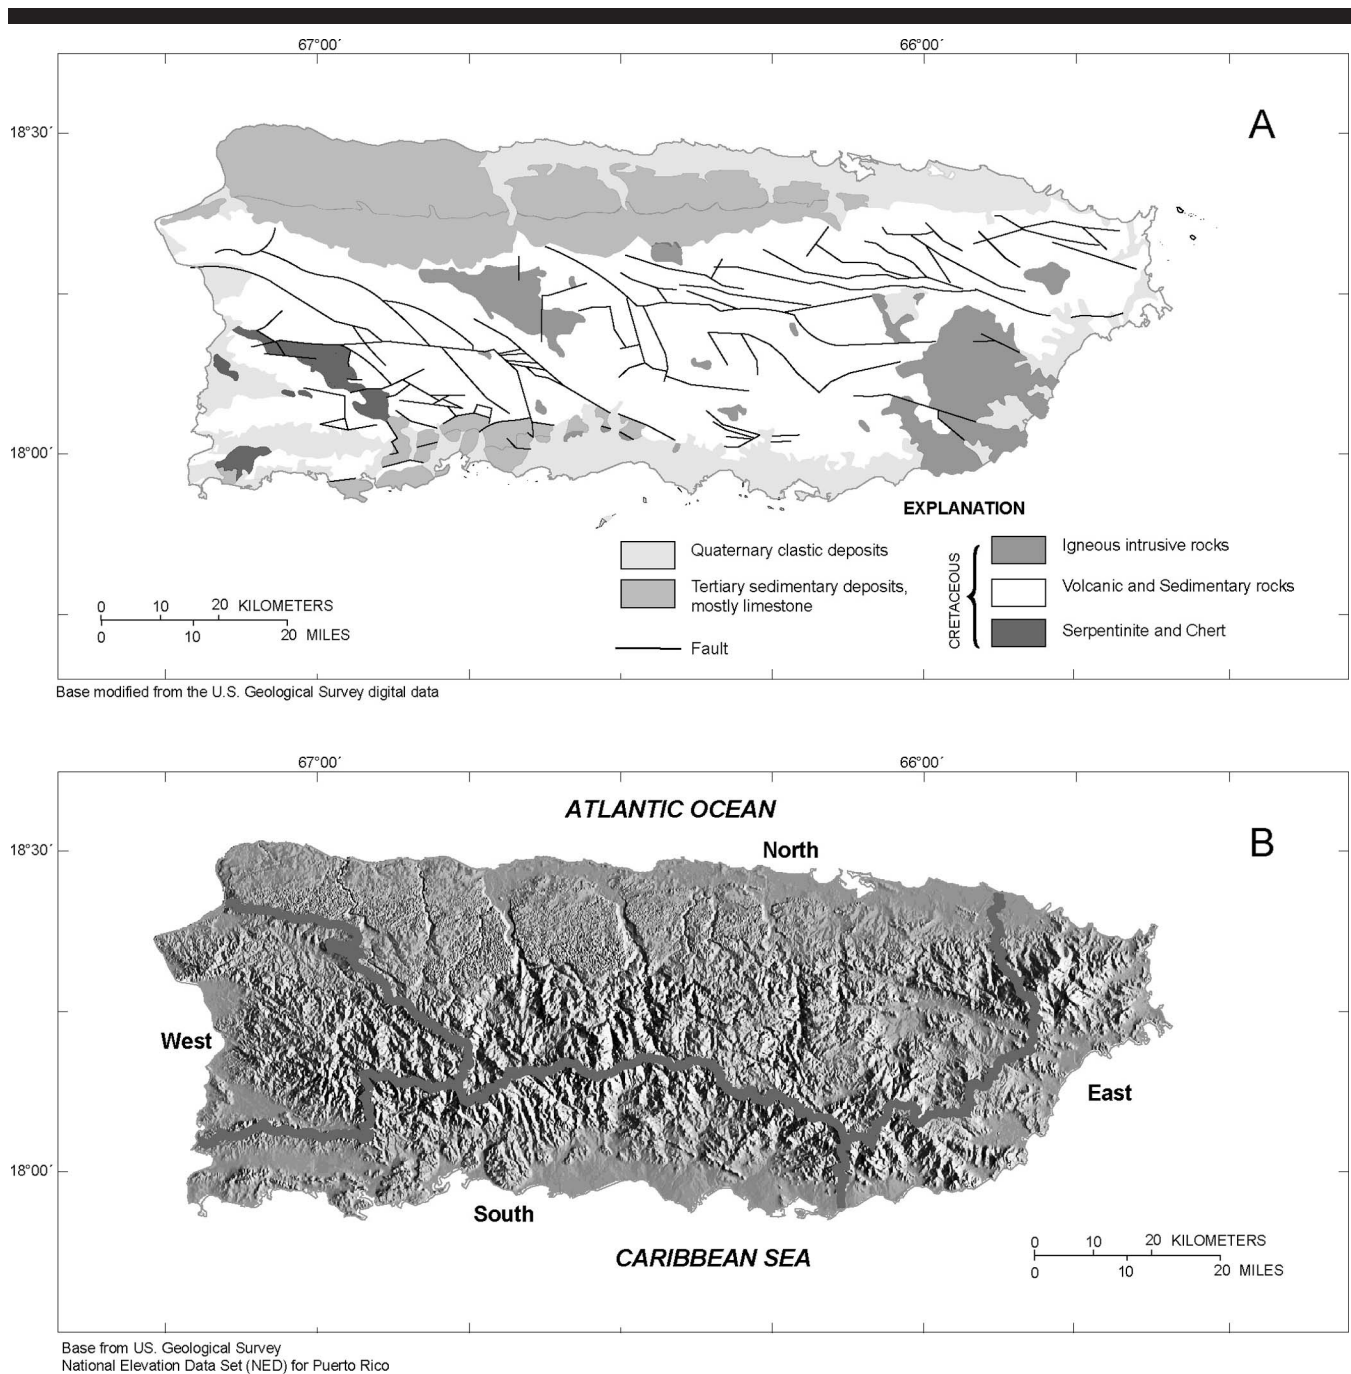 67°00´
66°00´
18°30´
A
18°00´
EXPLANATION
Quaternary clastic deposits
Tertiary sedimentary deposits,
mostly limestone
Fault
CRETACEOUS
Igneous intrusive rocks
Volcanic and Sedimentary rocks
Serpentinite and Chert
0 10 20 KILOMETERS
0 10 20 MILES
Base modified from the U.S. Geological Survey digital data
67°00´
66°00´
ATLANTIC OCEAN
18°30´
North
B
West
East
18°00´
South
CARIBBEAN SEA
0 10 20 KILOMETERS
0 10 20 MILES
Base from US. Geological Survey
National Elevation Data Set (NED) for Puerto Rico